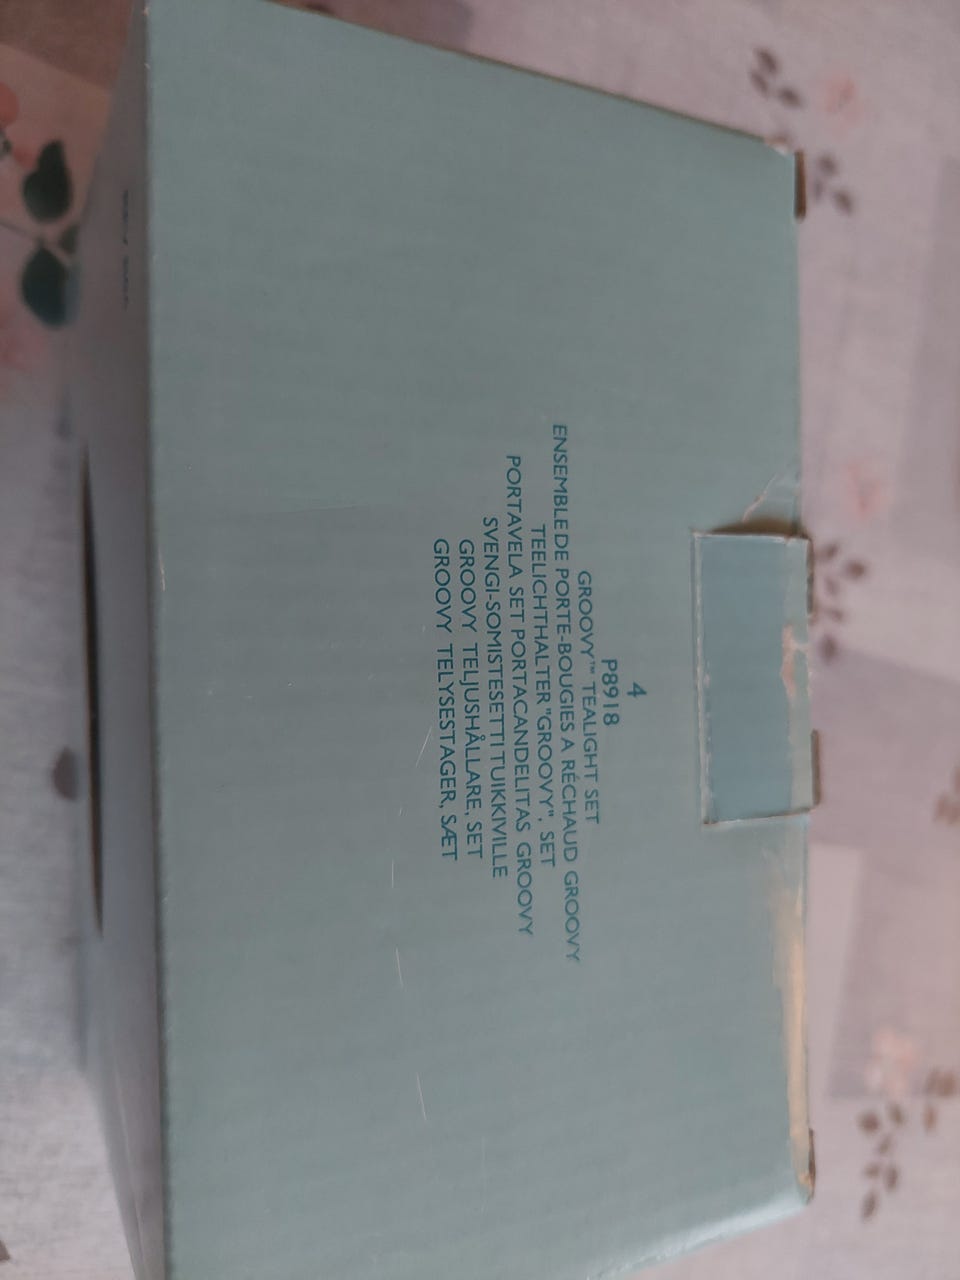 4
P8918
GROOVY™ TEALIGHT SET
ENSEMBLE DE PORTE-BOUGIES A RÉCHAUD GROOVY
TEELICHTHALTER "GROOVY", SET
PORTAVELA SET PORTACANDELITAS GROOVY
SVENGI-SOMISTESETTI TUIKKIVILLE
GROOVY TELJUSHÅLLARE, SET
GROOVY TELYSESTAGER, SÆT